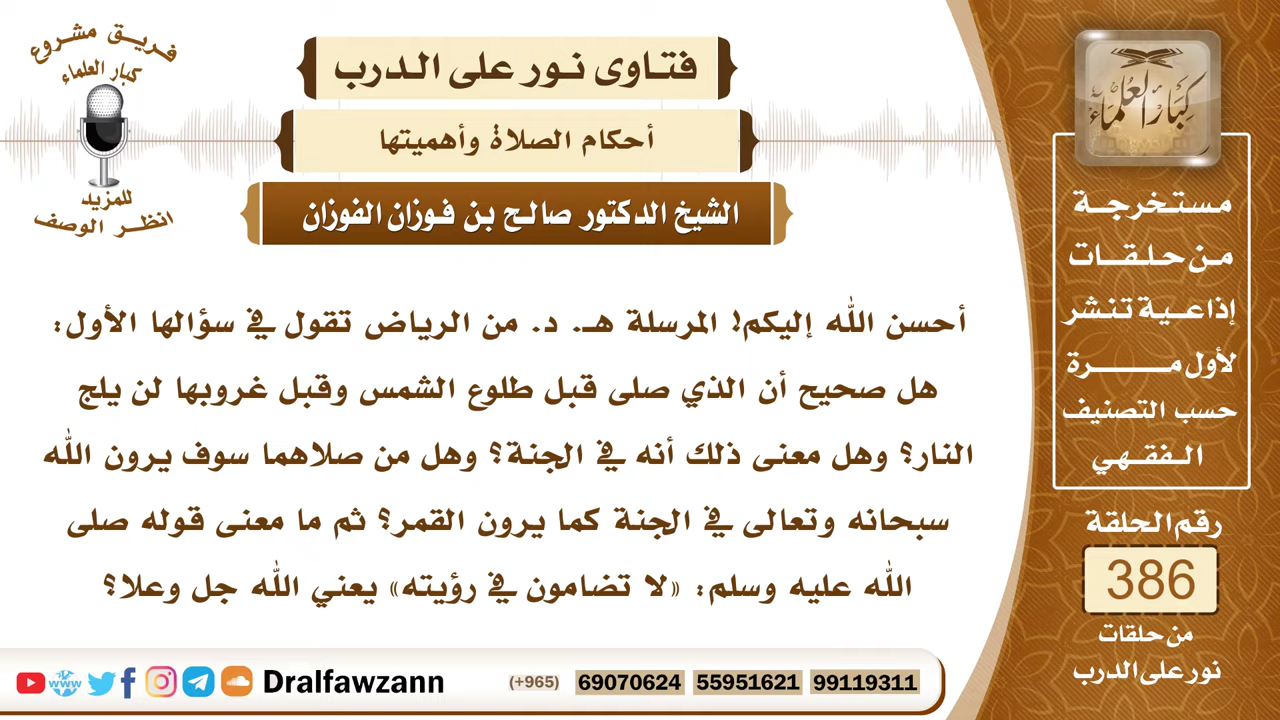 فريق مشروع
كبار العلماء
للمزيد
انظر الوصف
فتاوى نور على الدرب
أحكام الصلاة وأهميتها
الشيخ الدكتور صالح بن فوزان الفوزان
أحسن الله إليكم! المرسلة هـ. د. من الرياض تقول في سؤالها الأول:
هل صحيح أن الذي صلى قبل طلوع الشمس وقبل غروبها لن يلج
النار؟ وهل معنى ذلك أنه في الجنة؟ وهل من صلاهما سوف يرون الله
سبحانه وتعالى في الجنة كما يرون القمر؟ ثم ما معنى قوله صلى
الله عليه وسلم: «لا تضامون في رؤيته» يعني الله جل وعلا؟
كبار العلماء
مستخرجة
من حلقات
إذاعية تنشر
لأول مرة
حسب التصنيف
الفقهي
رقم الحلقة
386
من حلقات
نور على الدرب
www
Dralfawzann
(+965) 69070624 55951621 99119311